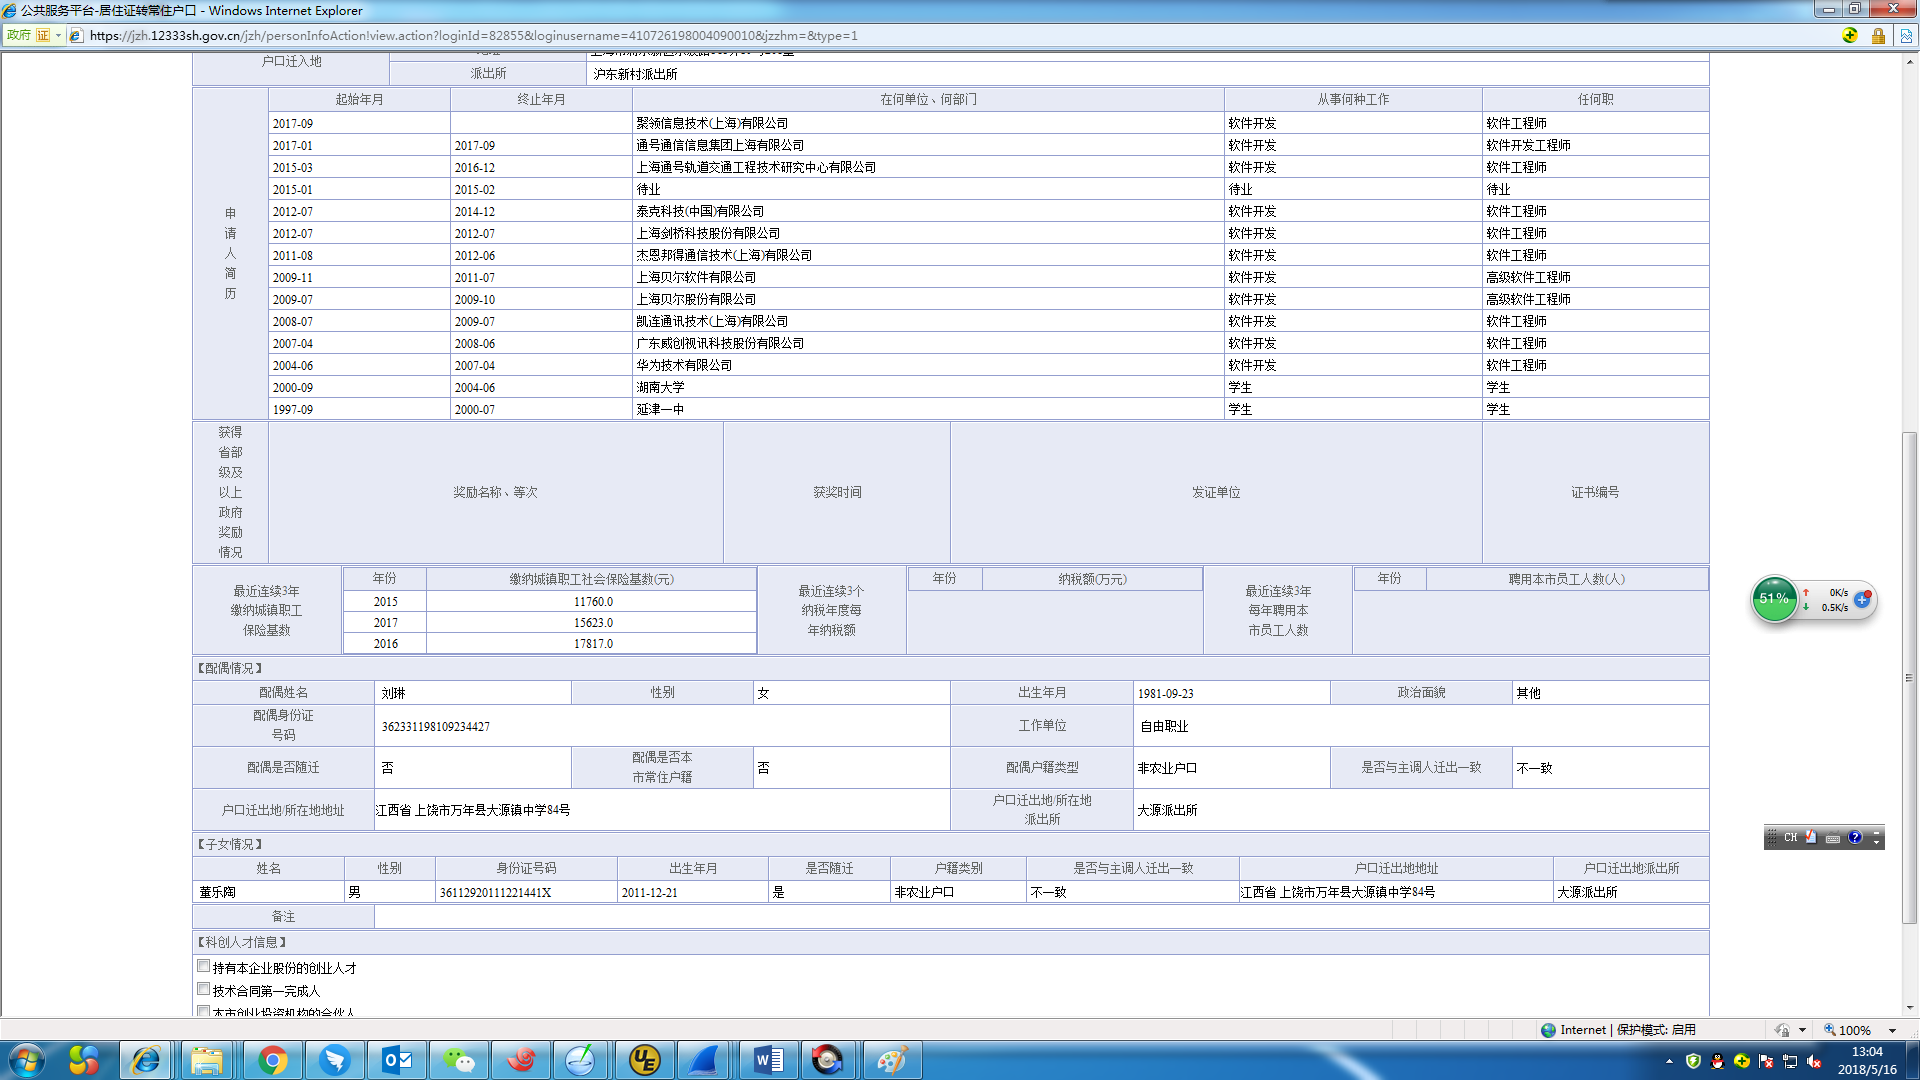 公共服务平台-居住证转常住户口 - Windows Internet Explorer
政府 证 https://jzh.12333sh.gov.cn/jzh/personInfoAction!view.action?loginId=82855&loginusername=410726198004090010&jzzhm=&type=1
户口迁入地
派出所 沪东新村派出所
申请人简历
起始年月 终止年月 在何单位、何部门 从事何种工作 任何职
2017-09 聚领信息技术(上海)有限公司 软件开发 软件工程师
2017-01 2017-09 通号通信信息集团上海有限公司 软件开发 软件开发工程师
2015-03 2016-12 上海通号轨道交通工程技术研究中心有限公司 软件开发 软件工程师
2015-01 2015-02 待业 待业 待业
2012-07 2014-12 泰克科技(中国)有限公司 软件开发 软件工程师
2012-07 2012-07 上海剑桥科技股份有限公司 软件开发 软件工程师
2011-08 2012-06 杰恩邦得通信技术(上海)有限公司 软件开发 软件工程师
2009-11 2011-07 上海贝尔软件有限公司 软件开发 高级软件工程师
2009-07 2009-10 上海贝尔股份有限公司 软件开发 高级软件工程师
2008-07 2009-07 凯连通讯技术(上海)有限公司 软件开发 软件工程师
2007-04 2008-06 广东威创视讯科技股份有限公司 软件开发 软件工程师
2004-06 2007-04 华为技术有限公司 软件开发 软件工程师
2000-09 2004-06 湖南大学 学生 学生
1997-09 2000-07 延津一中 学生 学生
获得
省部
级及
以上
政府
奖励
情况
奖励名称、等次 获奖时间 发证单位 证书编号
最近连续3年
缴纳城镇职工
保险基数
年份 缴纳城镇职工社会保险基数(元)
2015 11760.0
2017 15623.0
2016 17817.0
最近连续3个
纳税年度每
年纳税额
年份 纳税额(万元)
最近连续3年
每年聘用本
市员工人数
年份 聘用本市员工人数(人)
【配偶情况】
配偶姓名 刘琳 性别 女 出生年月 1981-09-23 政治面貌 其他
配偶身份证
号码
362331198109234427 工作单位 自由职业
配偶是否随迁 否
配偶是否本
市常住户籍
否 配偶户籍类型 非农业户口 是否与主调人迁出一致 不一致
户口迁出地/所在地地址 江西省 上饶市万年县大源镇中学84号
户口迁出地/所在地
派出所
大源派出所
【子女情况】
姓名 性别 身份证号码 出生年月 是否随迁 户籍类别 是否与主调人迁出一致 户口迁出地地址 户口迁出地派出所
董乐陶 男 36112920111221441X 2011-12-21 是 非农业户口 不一致 江西省 上饶市万年县大源镇中学84号 大源派出所
备注
【科创人才信息】
持有本企业股份的创业人才
技术合同第一完成人
本市创业投资机构的合伙人
51% 0K/s
0.5K/s
CH
Internet | 保护模式: 启用 100%
13:04
2018/5/16